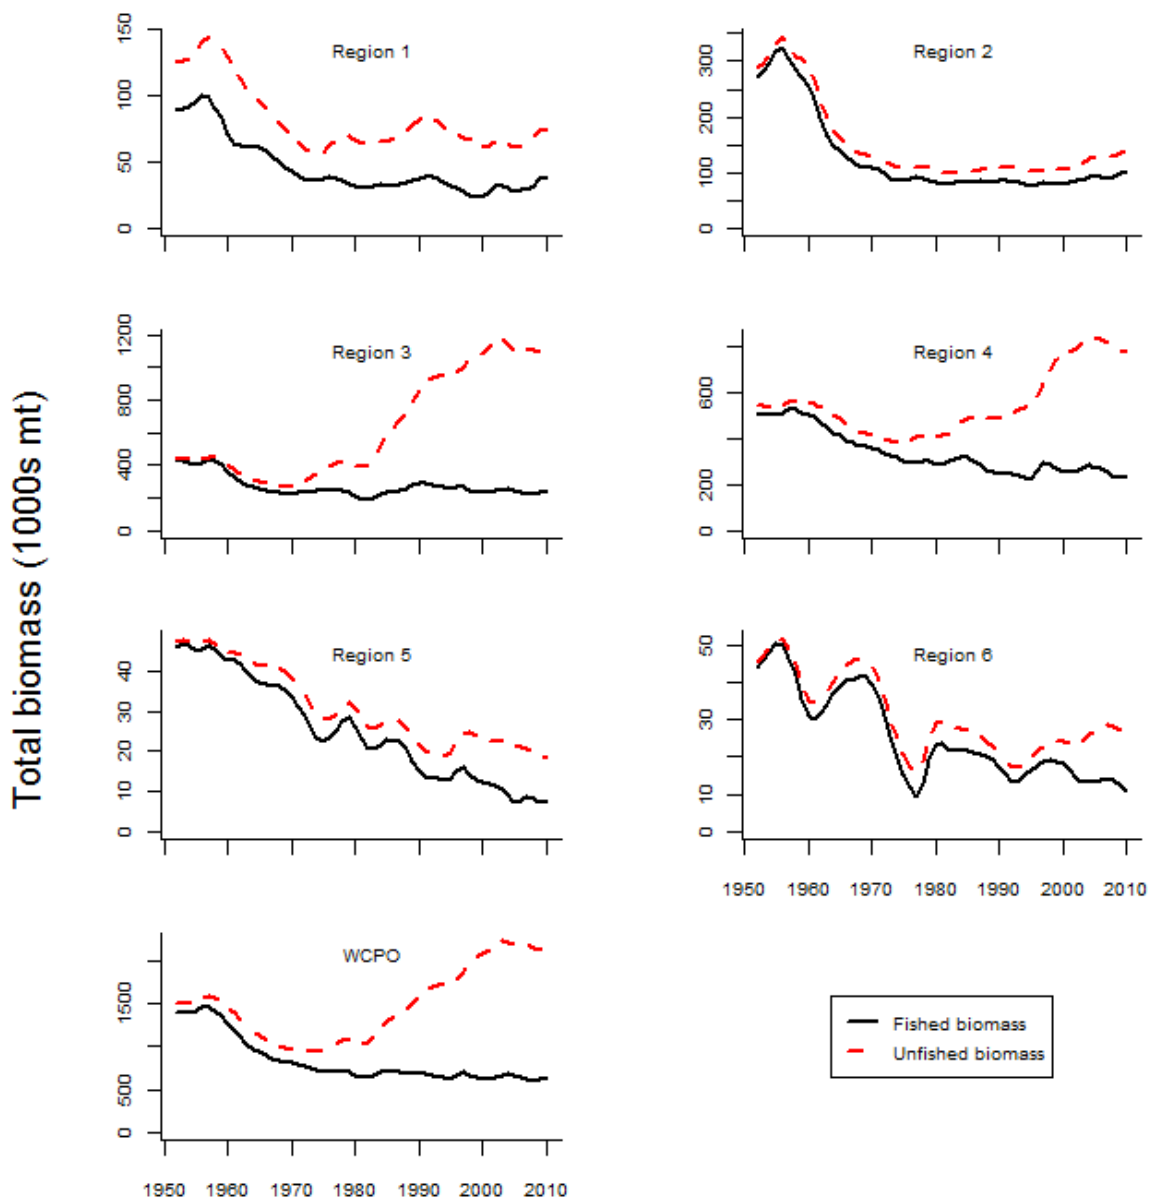 Total biomass (1000s mt)
Region 1
150
100
50
0
Region 2
300
200
100
0
Region 3
1200
800
400
0
Region 4
600
200
0
Region 5
40
30
20
10
0
Region 6
50
30
10
0
1950 1960 1970 1980 1990 2000 2010
WCPO
1500
500
0
1950 1960 1970 1980 1990 2000 2010
Fished biomass
Unfished biomass